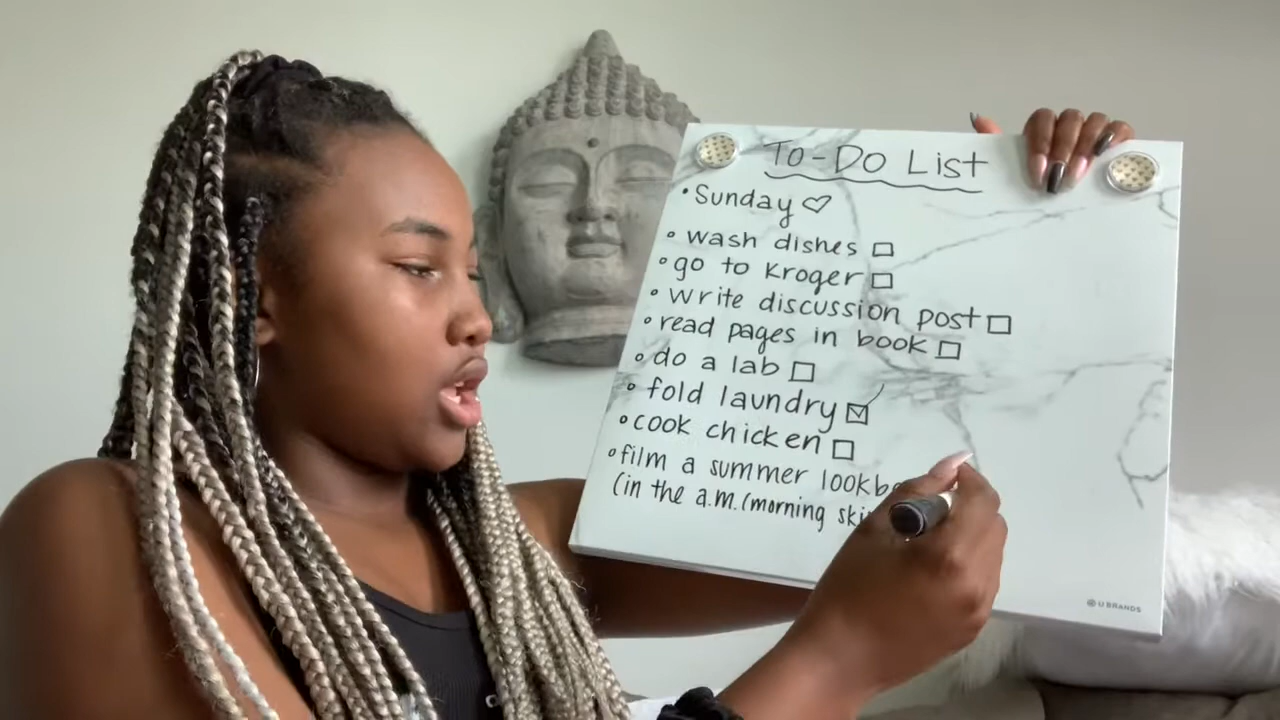 To-Do List
• Sunday ♡
• wash dishes ☐
• go to Kroger ☐
• write discussion post ☐
• read pages in book ☐
• do a lab ☐
• fold laundry ☑
• cook chicken ☐
• film a summer
(in the a.m. (morning
U BRANDS